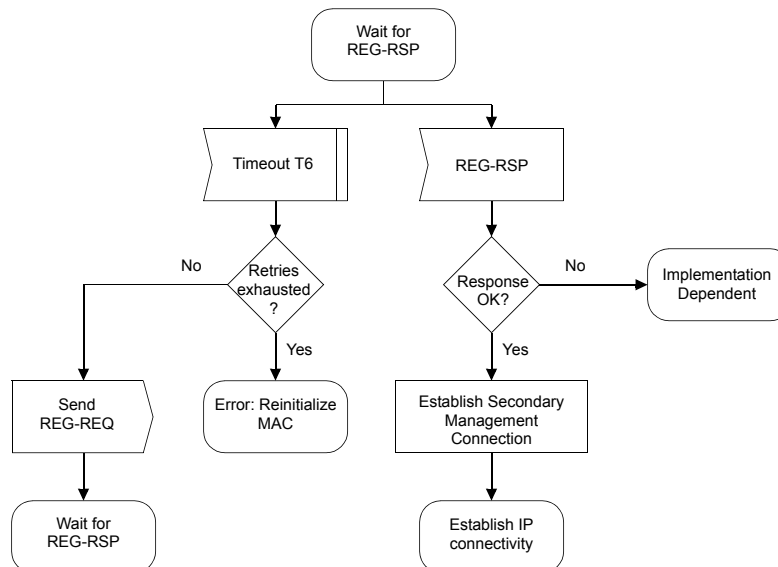 Wait for
REG-RSP
Timeout T6
REG-RSP
No
Retries
exhausted
?
Response
OK?
No
Implementation
Dependent
Yes
Yes
Send
REG-REQ
Error: Reinitialize
MAC
Establish Secondary
Management
Connection
Wait for
REG-RSP
Establish IP
connectivity